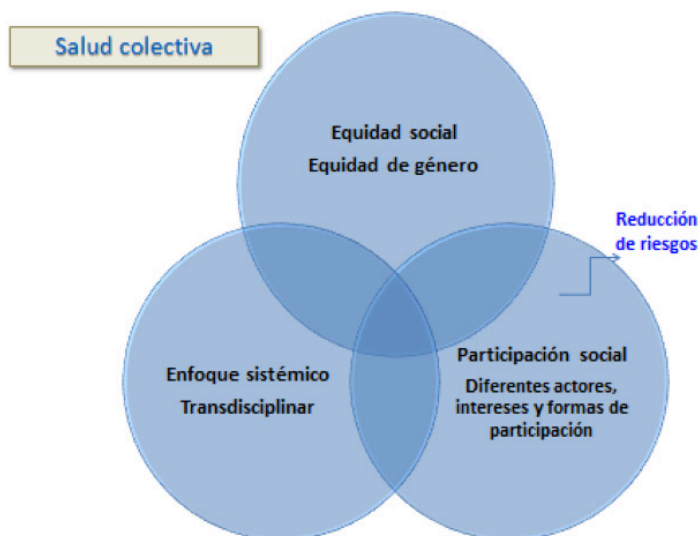 Salud colectiva
Equidad social
Equidad de género
Reducción
de riesgos
Enfoque sistémico
Transdisciplinar
Participación social
Diferentes actores,
intereses y formas de
participación